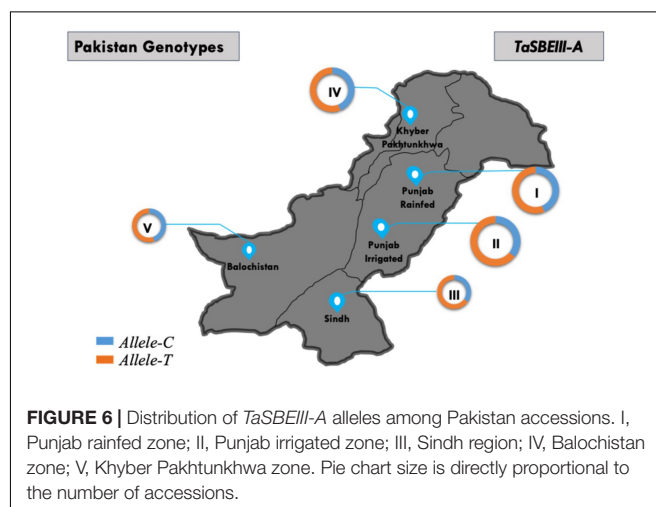 Pakistan Genotypes
TaSBEIII-A
IV
Khyber
Pakhtunkhwa
Punjab
Rainfed
I
V
Punjab
Irrigated
II
Balochistan
III
Sindh
Allele-C
Allele-T
FIGURE 6 | Distribution of TaSBEIII-A alleles among Pakistan accessions. I,
Punjab rainfed zone; II, Punjab irrigated zone; III, Sindh region; IV, Balochistan
zone; V, Khyber Pakhtunkhwa zone. Pie chart size is directly proportional to
the number of accessions.